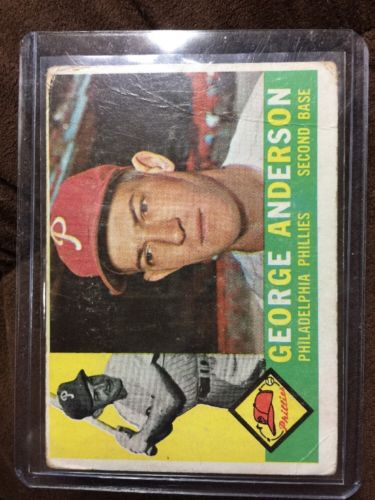 GEORGE ANDERSON
PHILADELPHIA PHILLIES SECOND BASE
Phillies
P
P